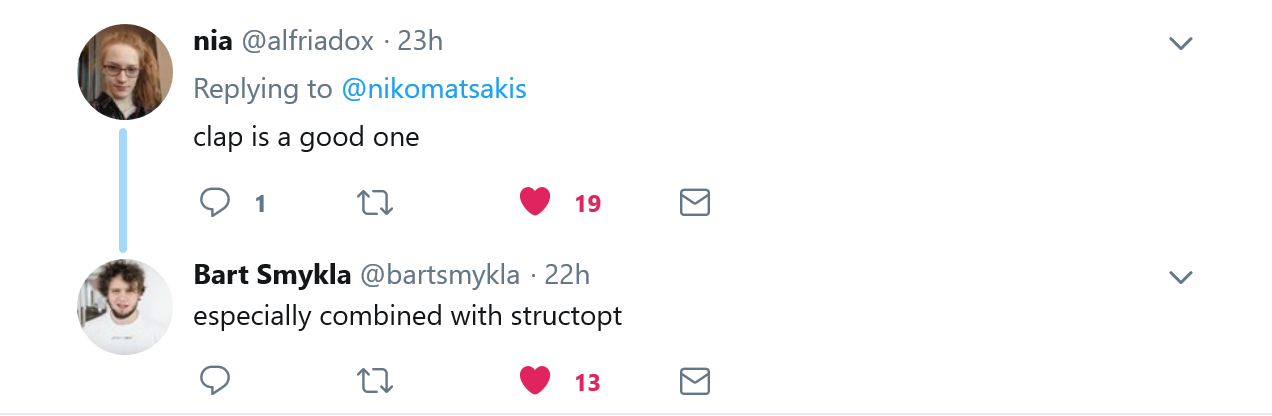 nia @alfriadox · 23h
Replying to @nikomatsakis
clap is a good one
1 19
Bart Smykla @bartsmykla · 22h
especially combined with structopt
13